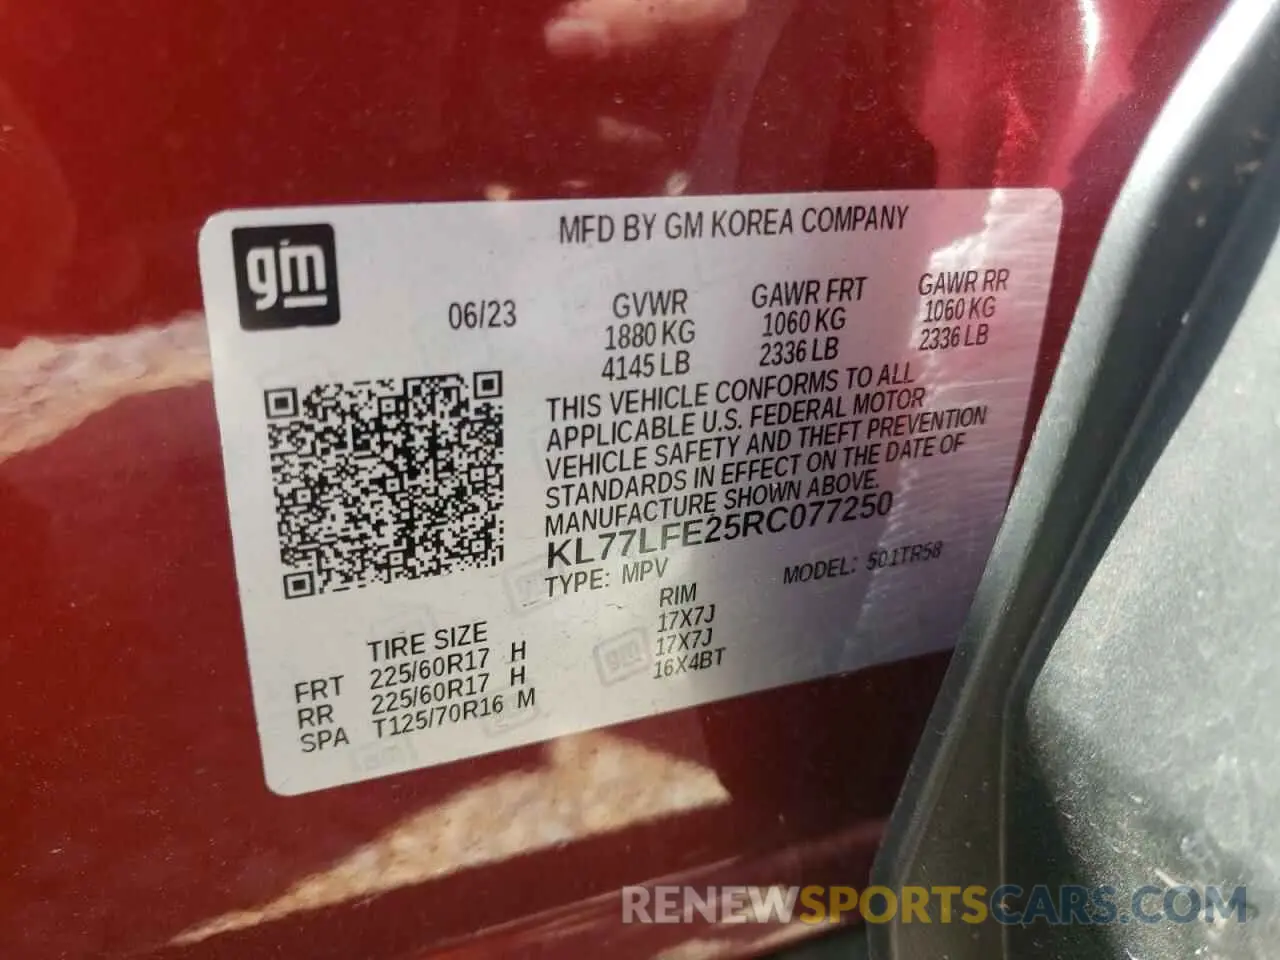 gm
MFD BY GM KOREA COMPANY
06/23
GVWR GAWR FRT GAWR RR
1880 KG 1060 KG 1060 KG
4145 LB 2336 LB 2336 LB
THIS VEHICLE CONFORMS TO ALL
APPLICABLE U.S. FEDERAL MOTOR
VEHICLE SAFETY AND THEFT PREVENTION
STANDARDS IN EFFECT ON THE DATE OF
MANUFACTURE SHOWN ABOVE.
KL77LFE25RC077250
TYPE: MPV MODEL: 501TR58
TIRE SIZE RIM
FRT 225/60R17 H 17X7J
RR 225/60R17 H 17X7J
SPA T125/70R16 M 16X4BT
gm
RENEWSPORTSCARS.COM